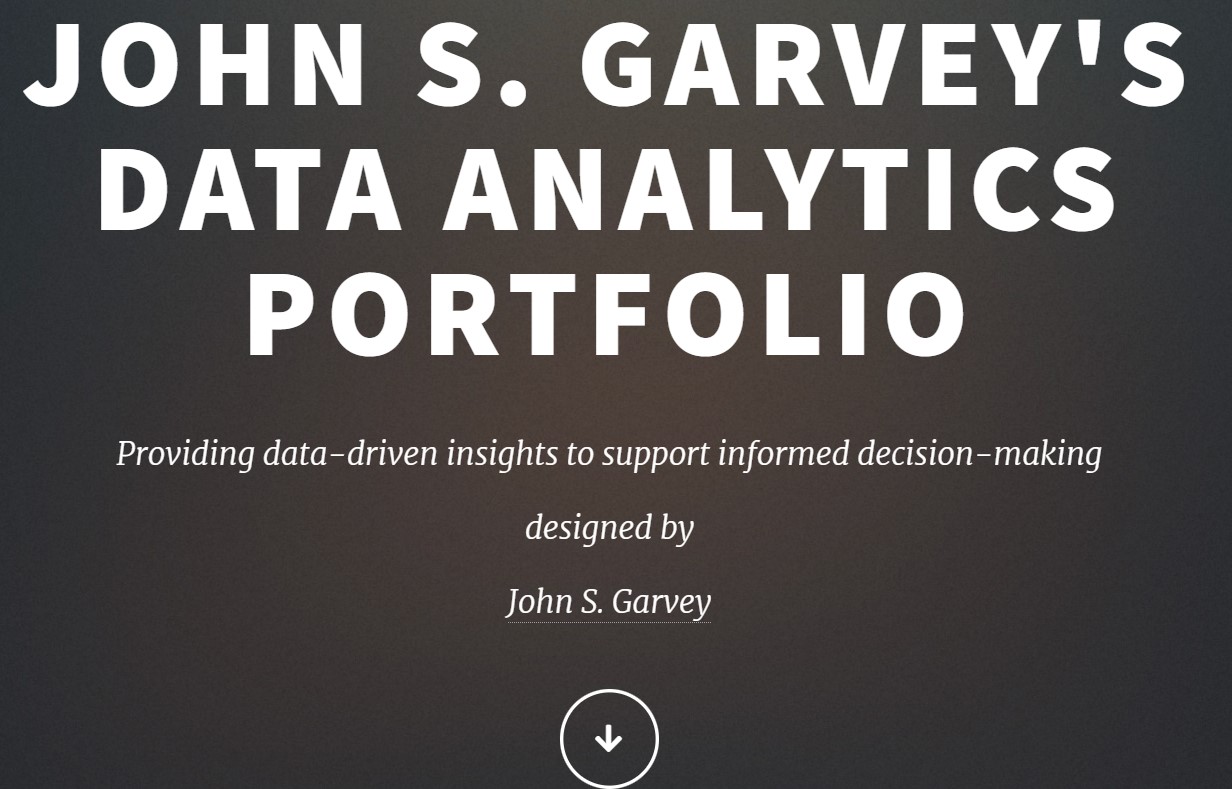 JOHN S. GARVEY'S
DATA ANALYTICS
PORTFOLIO
Providing data-driven insights to support informed decision-making
designed by
John S. Garvey